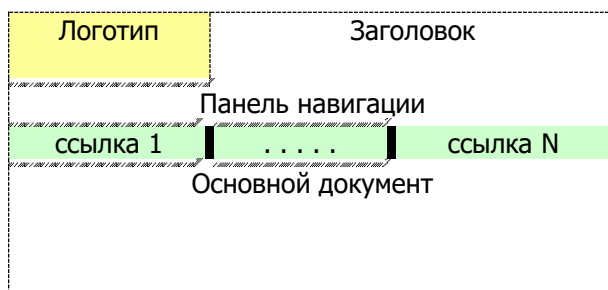 Логотип Заголовок
Панель навигации
ссылка 1 . . . . . ссылка N
Основной документ